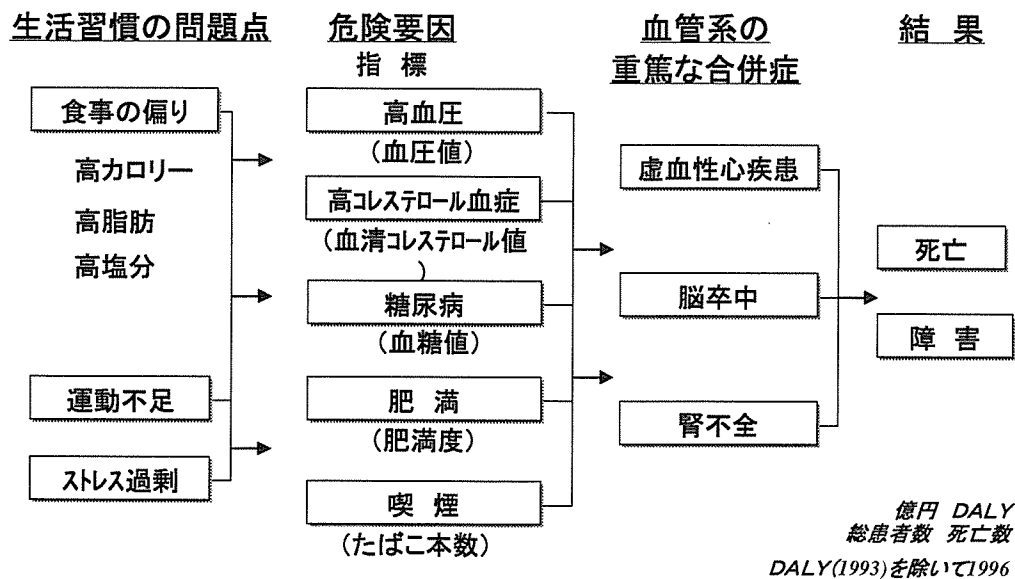 生活習慣の問題点
食事の偏り
高カロリー
高脂肪
高塩分
運動不足
ストレス過剰
危険要因
指 標
高血圧
(血圧値)
高コレステロール血症
(血清コレステロール値
)
糖尿病
(血糖値)
肥 満
(肥満度)
喫 煙
(たばこ本数)
血管系の
重篤な合併症
虚血性心疾患
脳卒中
腎不全
結 果
死亡
障 害
億円 DALY
総患者数 死亡数
DALY(1993)を除いて1996